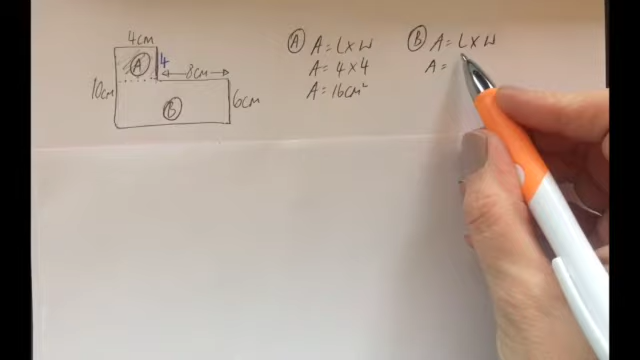 4cm
A
4
8cm
10cm
B
6cm
A A = L x W
A = 4 x 4
A = 16cm²
B A = L x W
A =